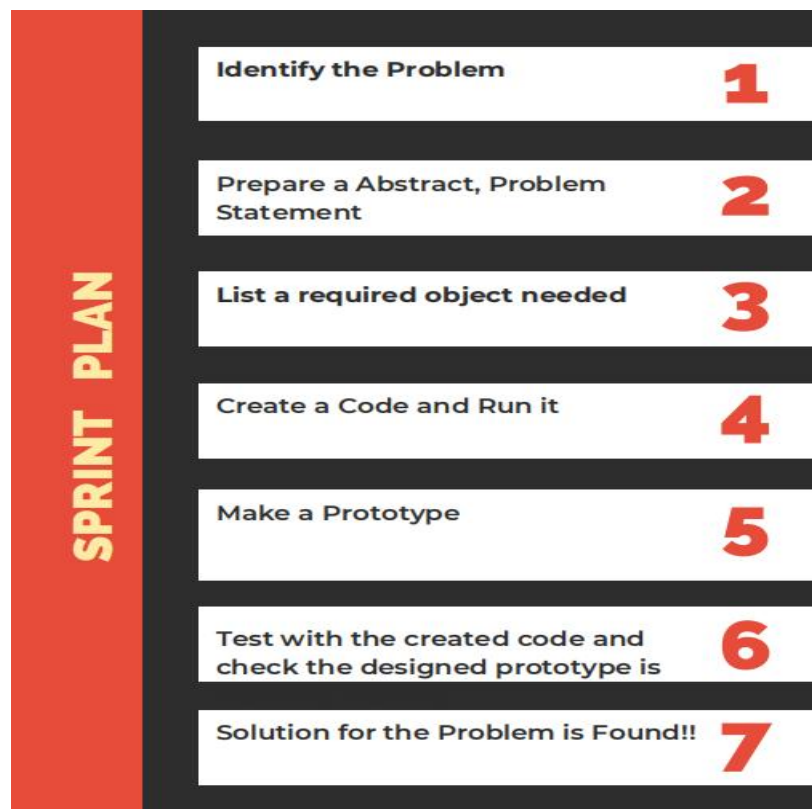 SPRINT PLAN
Identify the Problem
1
Prepare a Abstract, Problem
Statement
2
List a required object needed
3
Create a Code and Run it
4
Make a Prototype
5
Test with the created code and
check the designed prototype is
6
Solution for the Problem is Found!!
7